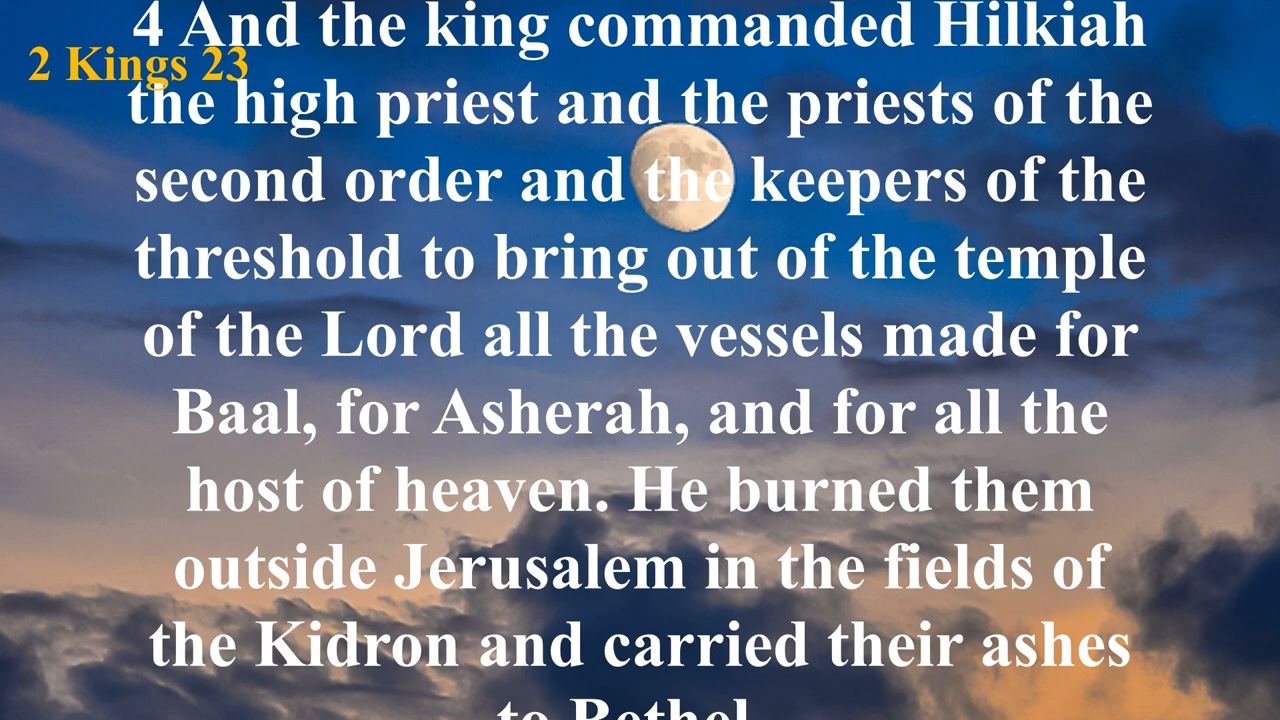 4 And the king commanded Hilkiah
2 Kings 23
the high priest and the priests of the
second order and the keepers of the
threshold to bring out of the temple
of the Lord all the vessels made for
Baal, for Asherah, and for all the
host of heaven. He burned them
outside Jerusalem in the fields of
the Kidron and carried their ashes
to Bethel